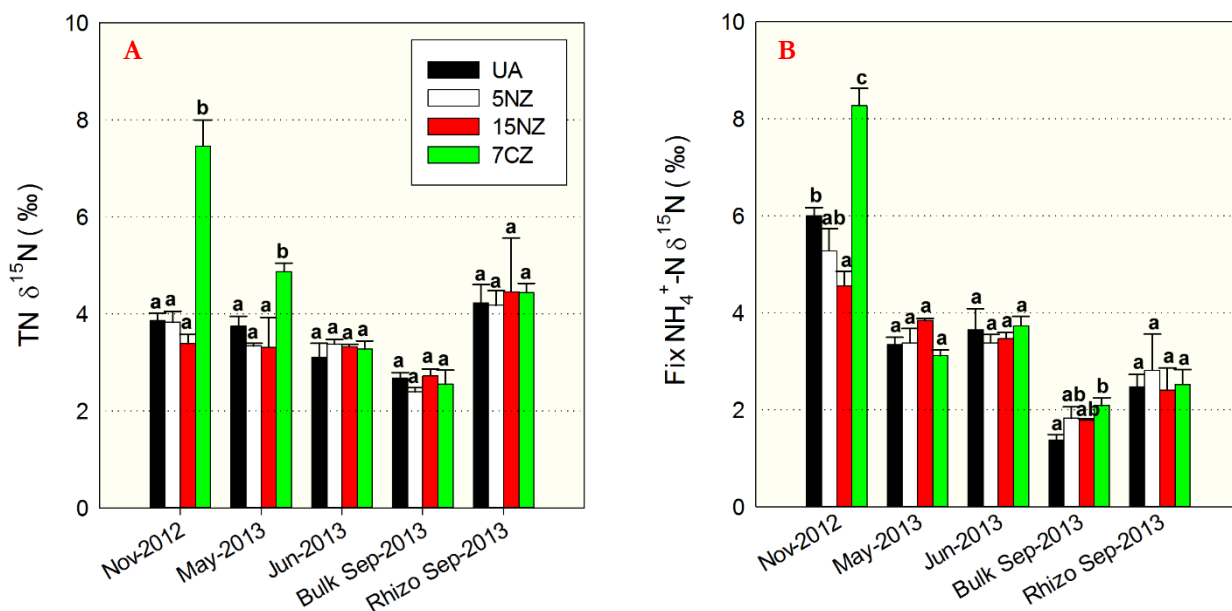 A
TN δ¹⁵N ( ‰)
10
8
6
4
2
0
UA
5NZ
15NZ
7CZ
a a a b
a a a b
a a a a
a a a a
a a a a
Nov-2012
May-2013
Jun-2013
Bulk Sep-2013
Rhizo Sep-2013
B
Fix NH₄⁺-N δ¹⁵N ( ‰)
10
8
6
4
2
0
b ab a c
a a a a
a a a a
a ab ab b
a a a a
Nov-2012
May-2013
Jun-2013
Bulk Sep-2013
Rhizo Sep-2013